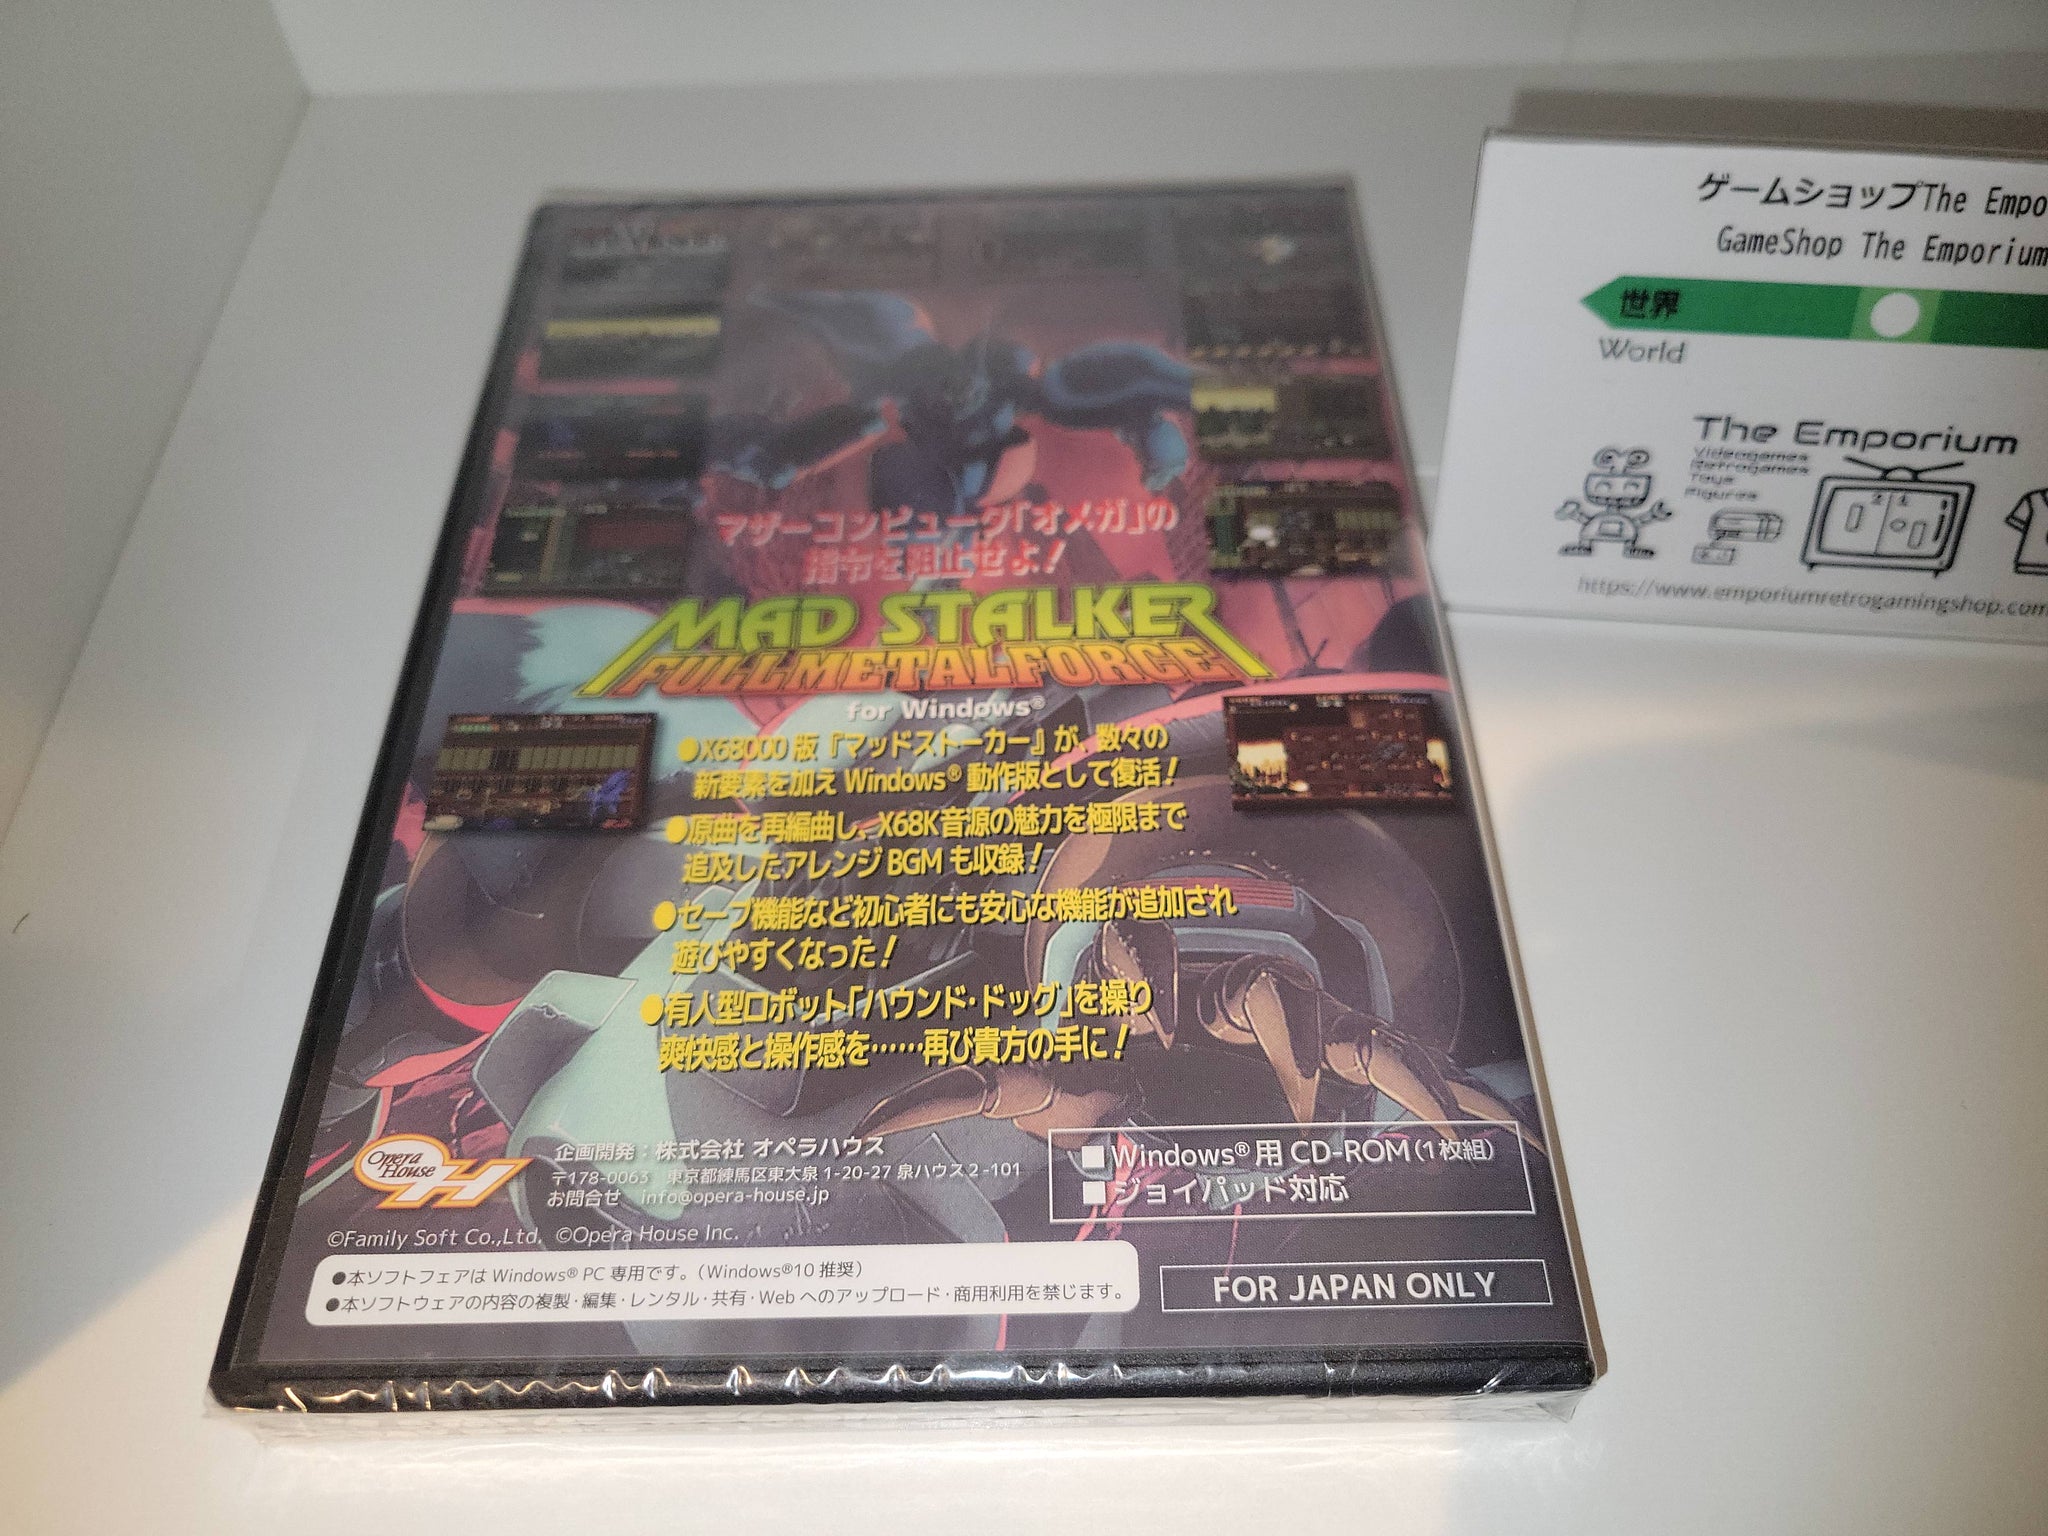 マザーコンピュータ「オメガ」の
指令を阻止せよ!
MAD STALKER
FULLMETALFORCE
for Windows®
●X68000版『マッドストーカー』が、数々の
新要素を加えWindows®動作版として復活!
●原曲を再編曲し、X68K音源の魅力を極限まで
追及したアレンジBGMも収録!
●セーブ機能など初心者にも安心な機能が追加され
遊びやすくなった!
●有人型ロボット「ハウンド・ドッグ」を操り
爽快感と操作感を……再び貴方の手に!
Opera
House
H
企画開発:株式会社 オペラハウス
〒178-0063 東京都練馬区東大泉1-20-27 泉ハウス2-101
お問合せ info@opera-house.jp
©Family Soft Co.,Ltd. ©Opera House Inc.
■Windows®用 CD-ROM(1枚組)
■ジョイパッド対応
●本ソフトフェアはWindows® PC専用です。(Windows®10推奨)
●本ソフトウェアの内容の複製・編集・レンタル・共有・Webへのアップロード・商用利用を禁じます。
FOR JAPAN ONLY
ゲームショップThe Empo
GameShop The Emporium
世界
World
The Emporium
Videogames
Retrogames
Toys
Figures
https://www.emporiumretrogamingshop.com